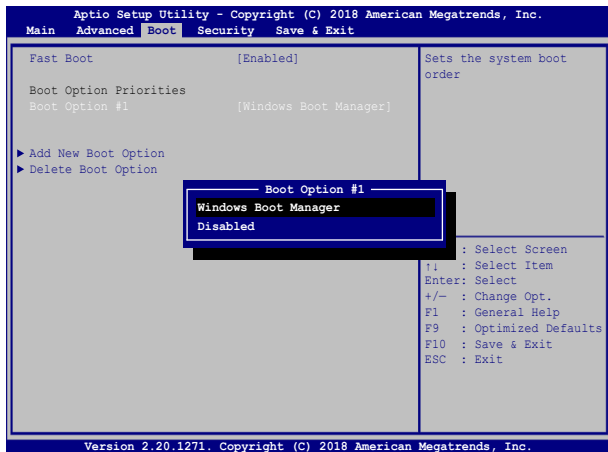 Aptio Setup Utility - Copyright (C) 2018 American Megatrends, Inc.
Main Advanced Boot Security Save & Exit
Fast Boot [Enabled]
Boot Option Priorities
Boot Option #1 [Windows Boot Manager]
▶ Add New Boot Option
▶ Delete Boot Option
Sets the system boot
order
Boot Option #1
Windows Boot Manager
Disabled
: Select Screen
↑↓ : Select Item
Enter: Select
+/— : Change Opt.
F1 : General Help
F9 : Optimized Defaults
F10 : Save & Exit
ESC : Exit
Version 2.20.1271. Copyright (C) 2018 American Megatrends, Inc.